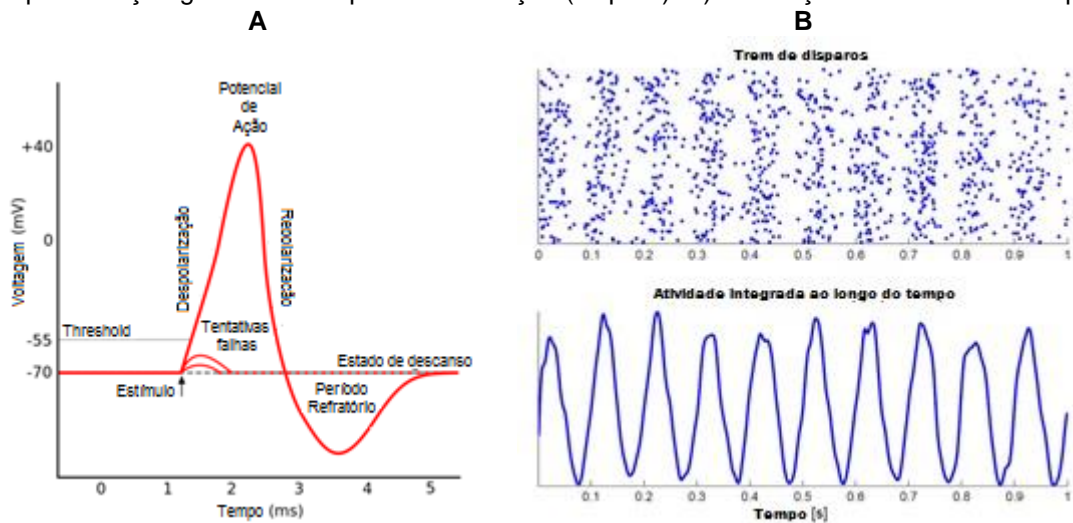 A
B
Potencial
de
Ação
+40
0
-55
-70
Voltagem (mV)
Despolarização
Repolarização
Threshold
Tentativas
falhas
Estado de descanso
Estímulo
Período
Refratório
0 1 2 3 4 5
Tempo (ms)
Trem de disparos
0 0.1 0.2 0.3 0.4 0.5 0.6 0.7 0.8 0.9 1
Atividade integrada ao longo do tempo
0.1 0.2 0.3 0.4 0.5 0.6 0.7 0.8 0.9 1
Tempo [s]